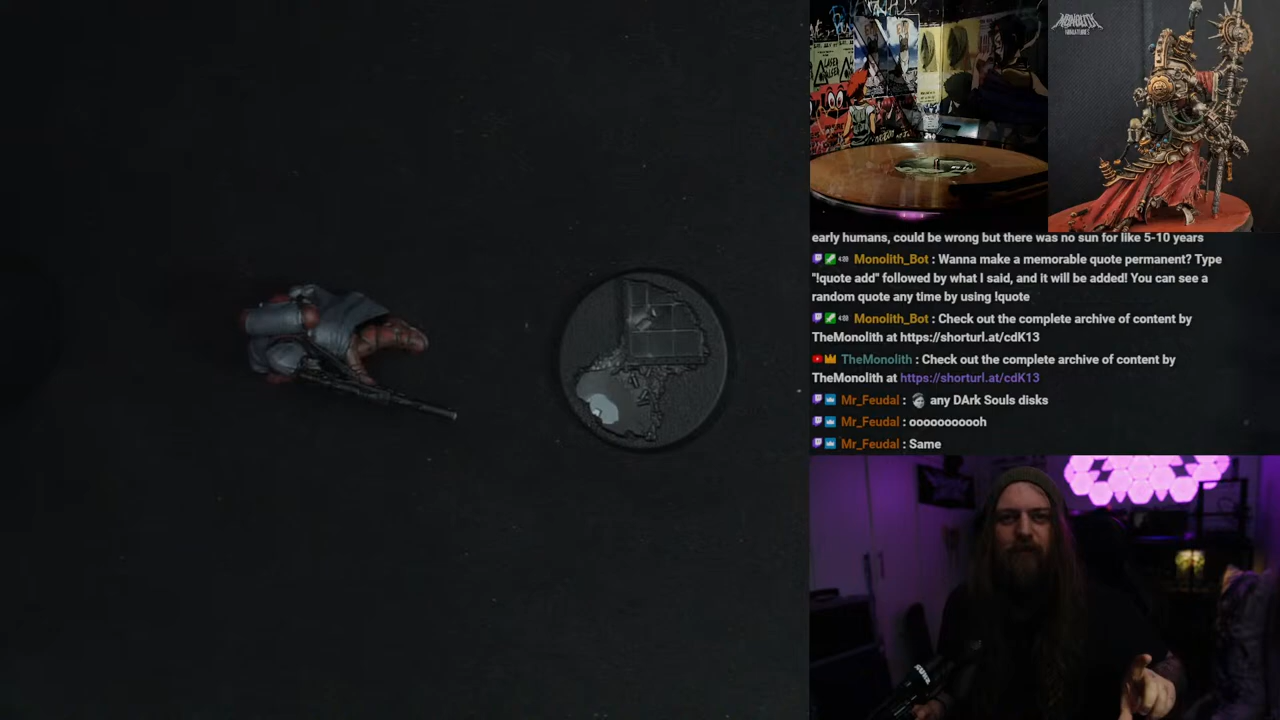 MONOLITH
MINIATURES
early humans, could be wrong but there was no sun for like 5-10 years
Monolith_Bot : Wanna make a memorable quote permanent? Type
"!quote add" followed by what I said, and it will be added! You can see a
random quote any time by using !quote
Monolith_Bot : Check out the complete archive of content by
TheMonolith at https://shorturl.at/cdK13
TheMonolith : Check out the complete archive of content by
TheMonolith at https://shorturl.at/cdK13
Mr_Feudal : any DArk Souls disks
Mr_Feudal : ooooooooooh
Mr_Feudal : Same